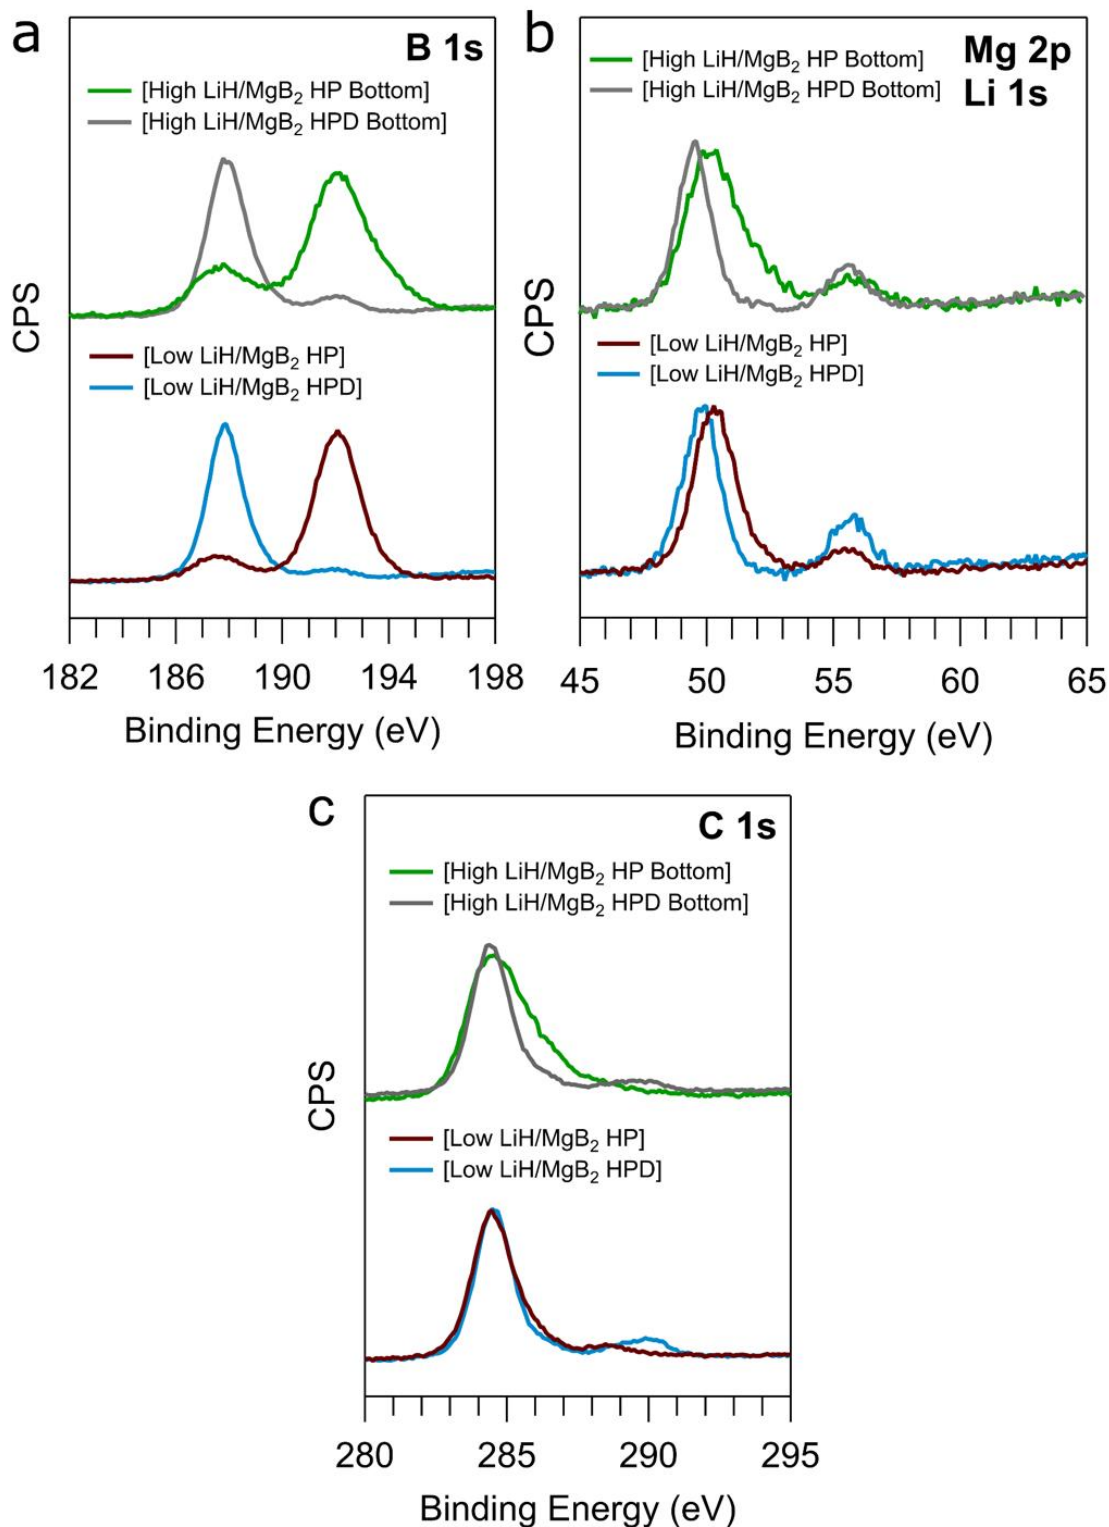 a
B 1s
[High LiH/MgB₂ HP Bottom]
[High LiH/MgB₂ HPD Bottom]
CPS
[Low LiH/MgB₂ HP]
[Low LiH/MgB₂ HPD]
182 186 190 194 198
Binding Energy (eV)
b
Mg 2p
Li 1s
[High LiH/MgB₂ HP Bottom]
[High LiH/MgB₂ HPD Bottom]
CPS
[Low LiH/MgB₂ HP]
[Low LiH/MgB₂ HPD]
45 50 55 60 65
Binding Energy (eV)
c
C 1s
[High LiH/MgB₂ HP Bottom]
[High LiH/MgB₂ HPD Bottom]
CPS
[Low LiH/MgB₂ HP]
[Low LiH/MgB₂ HPD]
280 285 290 295
Binding Energy (eV)